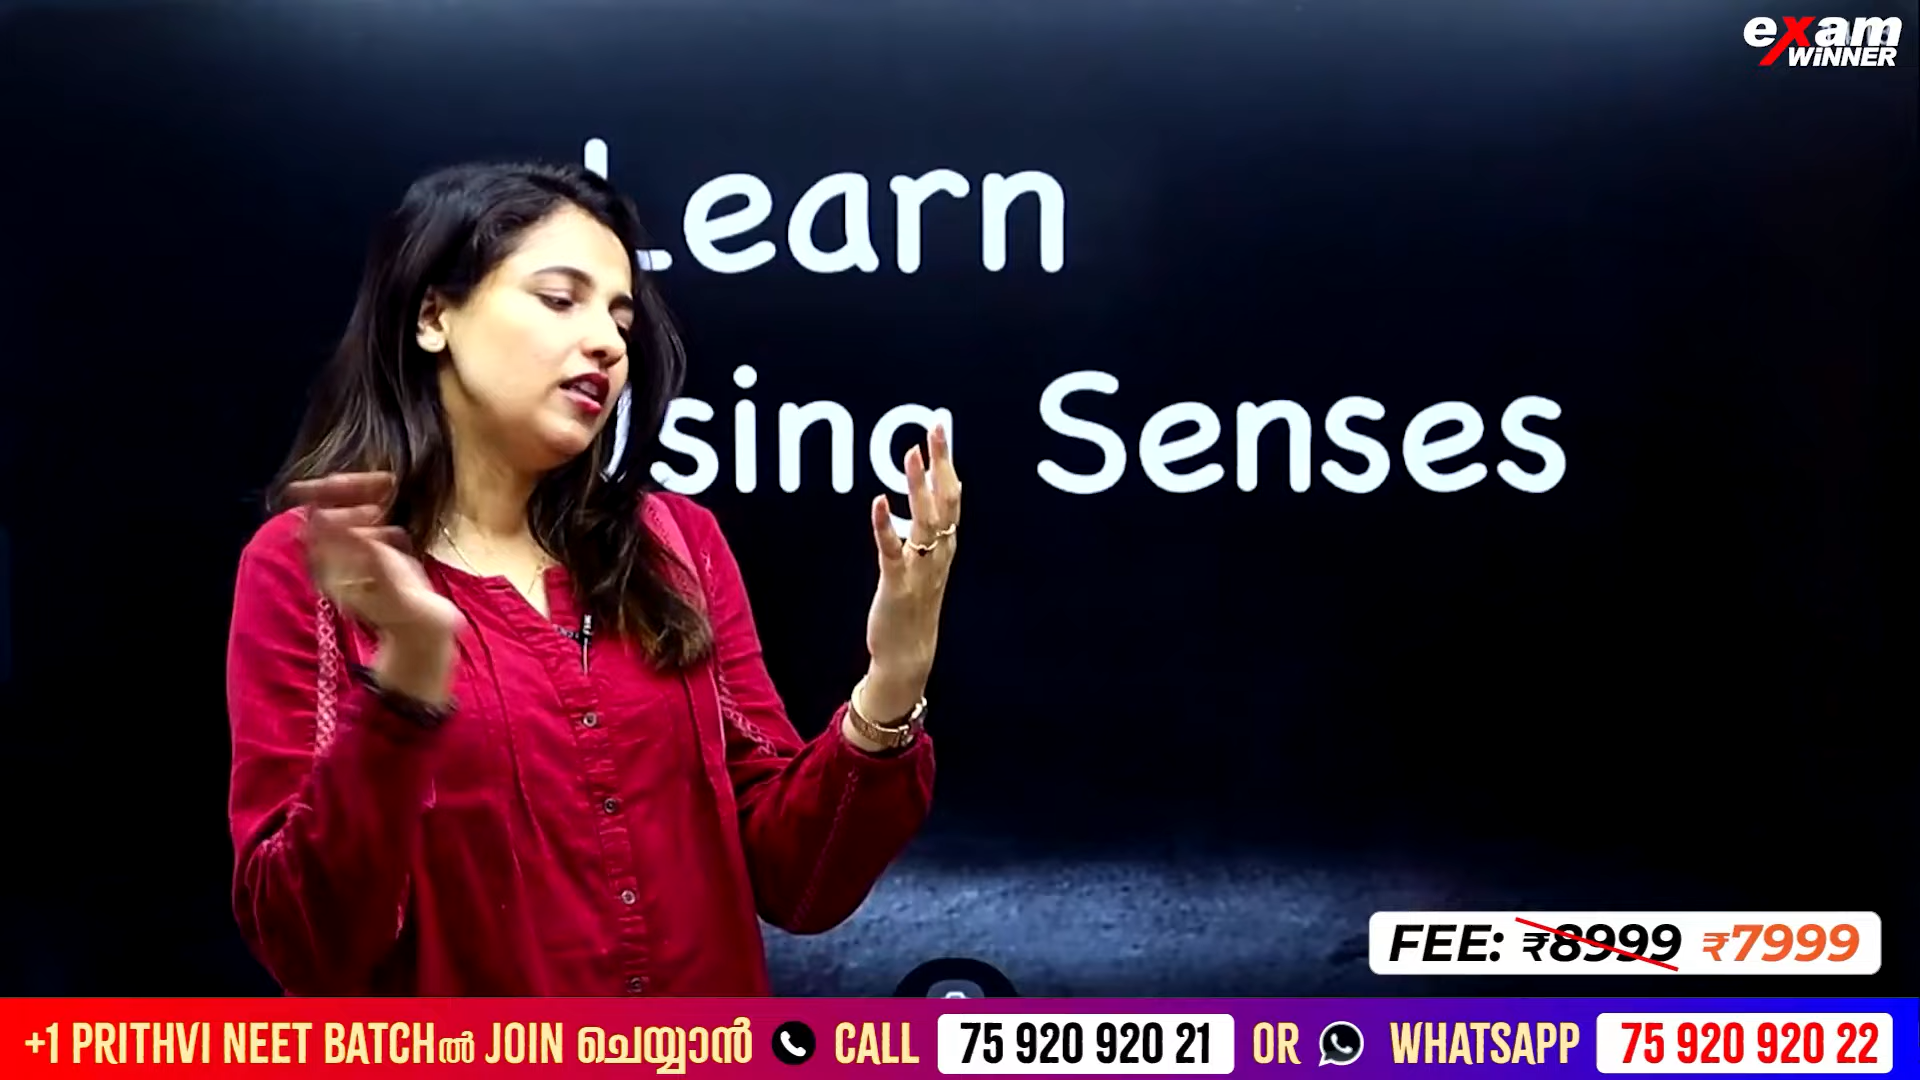 exam
WiNNER
Learn
Using Senses
FEE: ₹8999 ₹7999
+1 PRITHVI NEET BATCHൽ JOIN ചെയ്യാൻ CALL 75 920 920 21 OR WHATSAPP 75 920 920 22